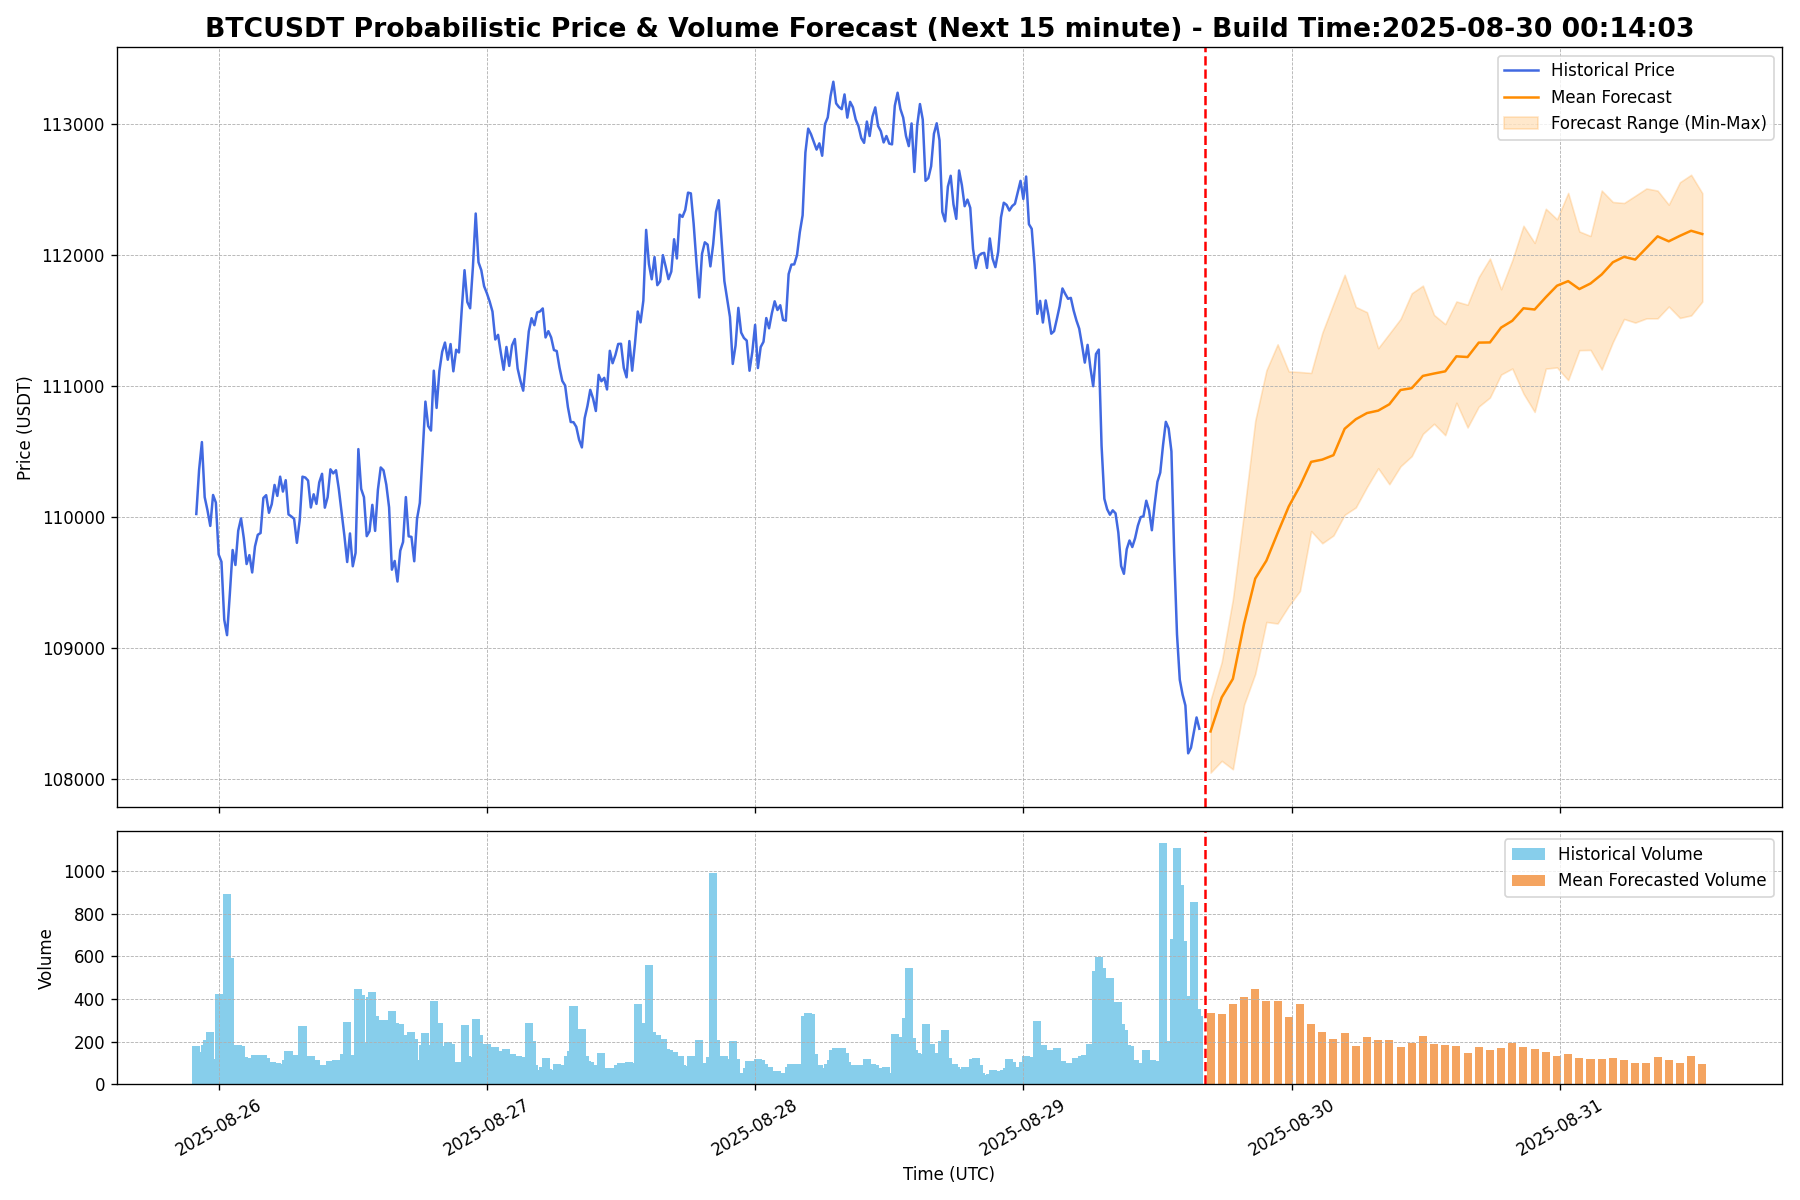 BTCUSDT Probabilistic Price & Volume Forecast (Next 15 minute) - Build Time:2025-08-30 00:14:03
Historical Price
Mean Forecast
Forecast Range (Min-Max)
Price (USDT)
113000
112000
111000
110000
109000
108000
Historical Volume
Mean Forecasted Volume
Volume
1000
800
600
400
200
0
2025-08-26
2025-08-27
2025-08-28
2025-08-29
2025-08-30
2025-08-31
Time (UTC)